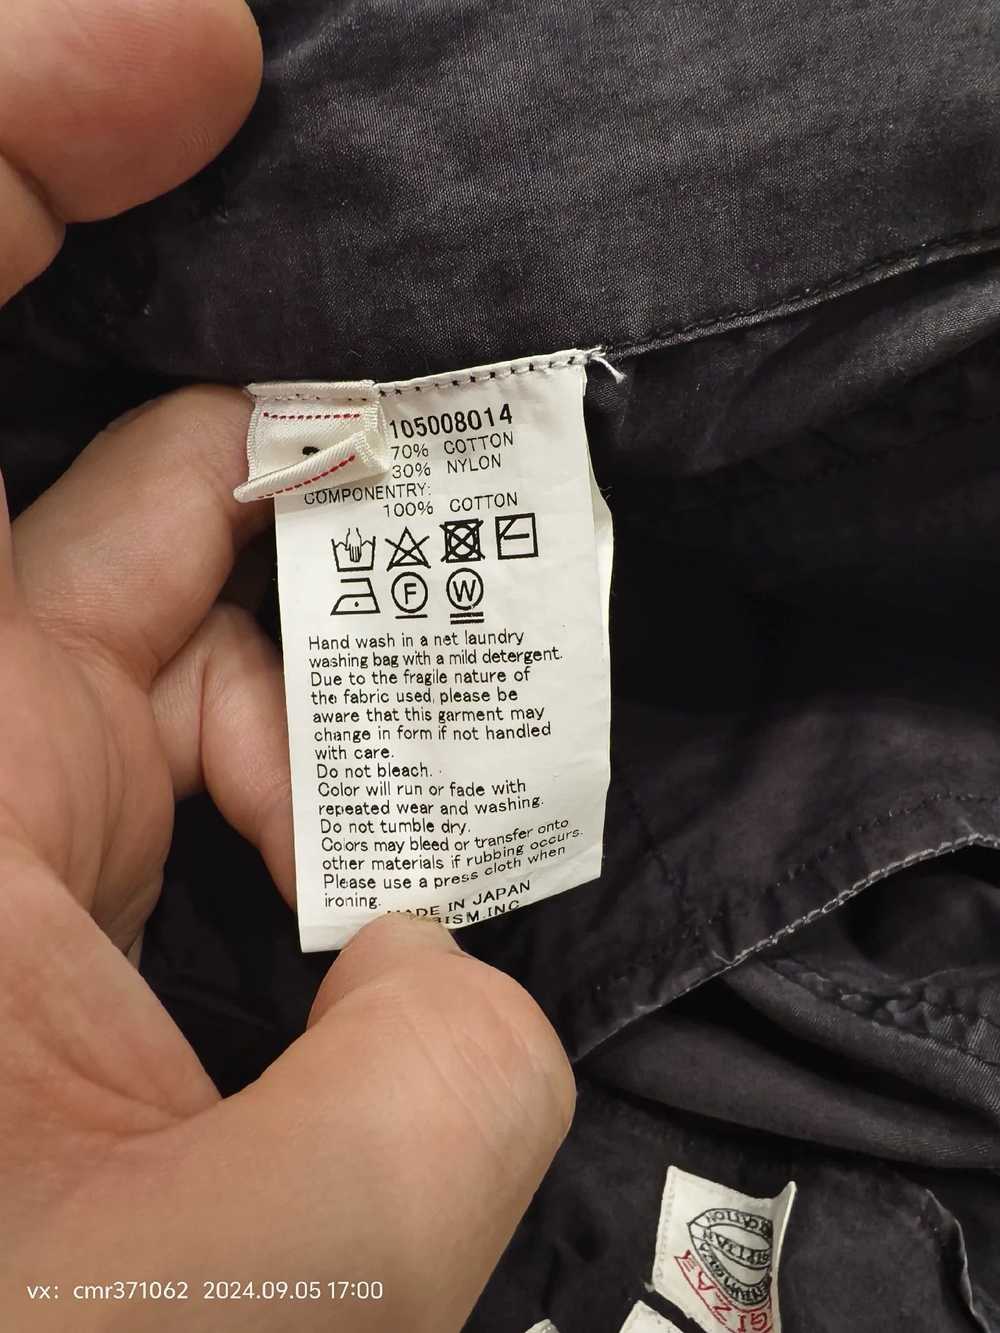 105008014
70% COTTON
30% NYLON
COMPONENTRY:
100% COTTON
F W
Hand wash in a net laundry
washing bag with a mild detergent.
Due to the fragile nature of
the fabric used, please be
aware that this garment may
change in form if not handled
with care.
Do not bleach.
Color will run or fade with
repeated wear and washing.
Do not tumble dry.
Colors may bleed or transfer onto
other materials if rubbing occurs.
Please use a press cloth when
ironing.
MADE IN JAPAN
GIZA
vx: cmr371062 2024.09.05 17:00